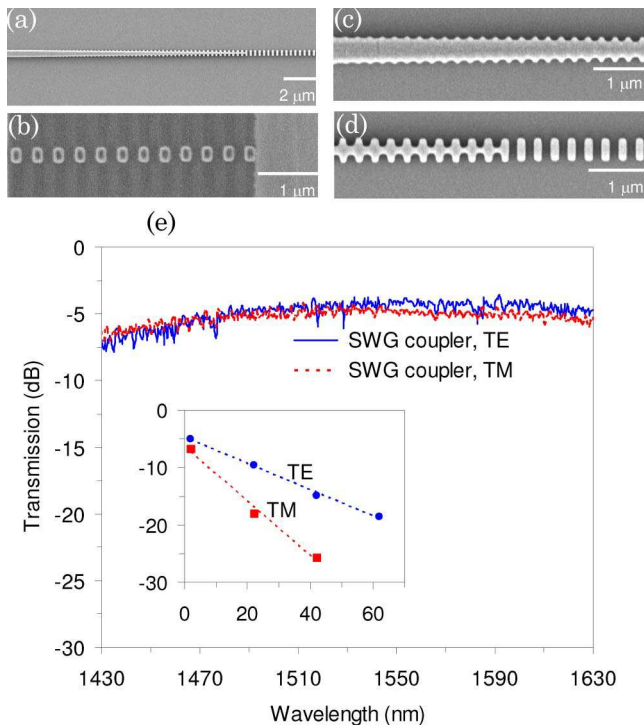 (a)
2 μm
(c)
1 μm
(b)
1 μm
(d)
1 μm
(e)
0
-5
-10
-15
-20
-25
-30
Transmission (dB)
SWG coupler, TE
SWG coupler, TM
0
-10
-20
-30
TE
TM
0 20 40 60
1430 1470 1510 1550 1590 1630
Wavelength (nm)